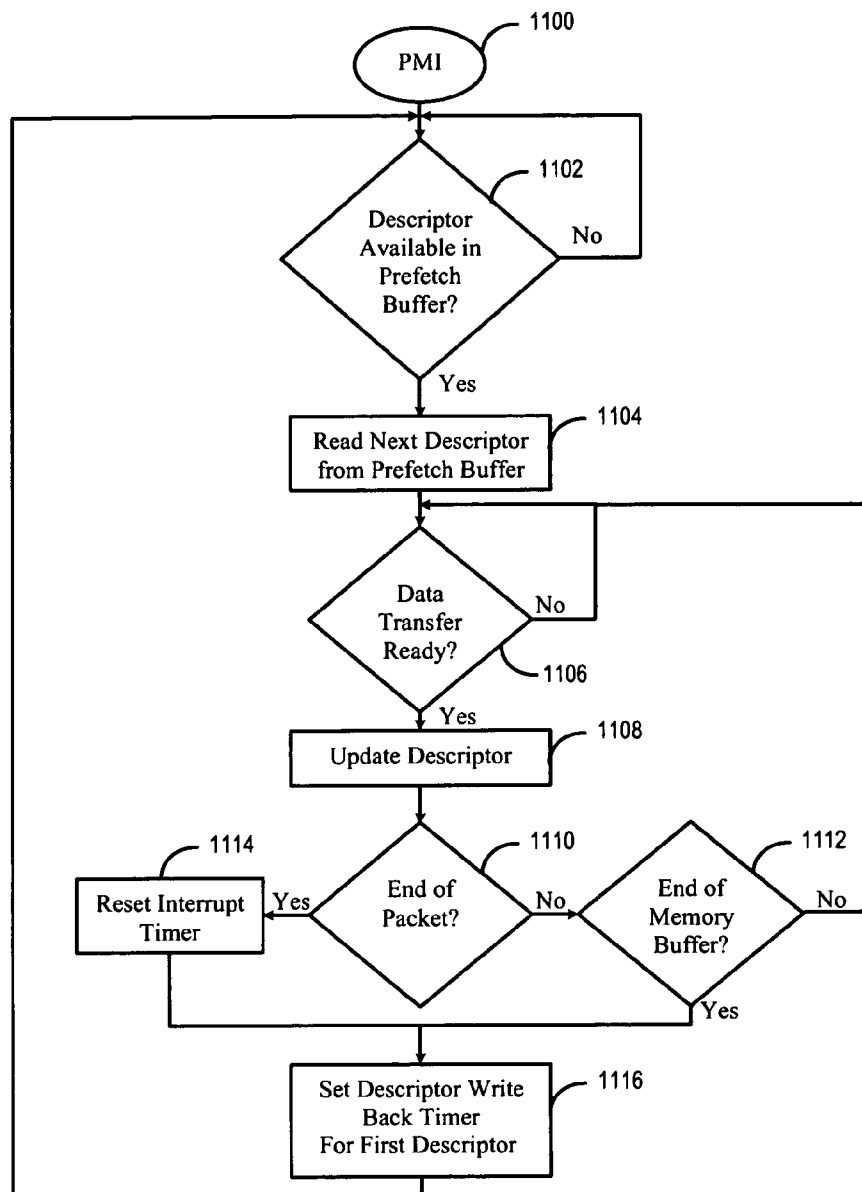 1100
PMI
1102
Descriptor
Available in
Prefetch
Buffer?
No
Yes
1104
Read Next Descriptor
from Prefetch Buffer
Data
Transfer
Ready?
No
1106
Yes
1108
Update Descriptor
1114
1110
1112
Reset Interrupt
Timer
Yes
End of
Packet?
No
End of
Memory
Buffer?
No
Yes
1116
Set Descriptor Write
Back Timer
For First Descriptor